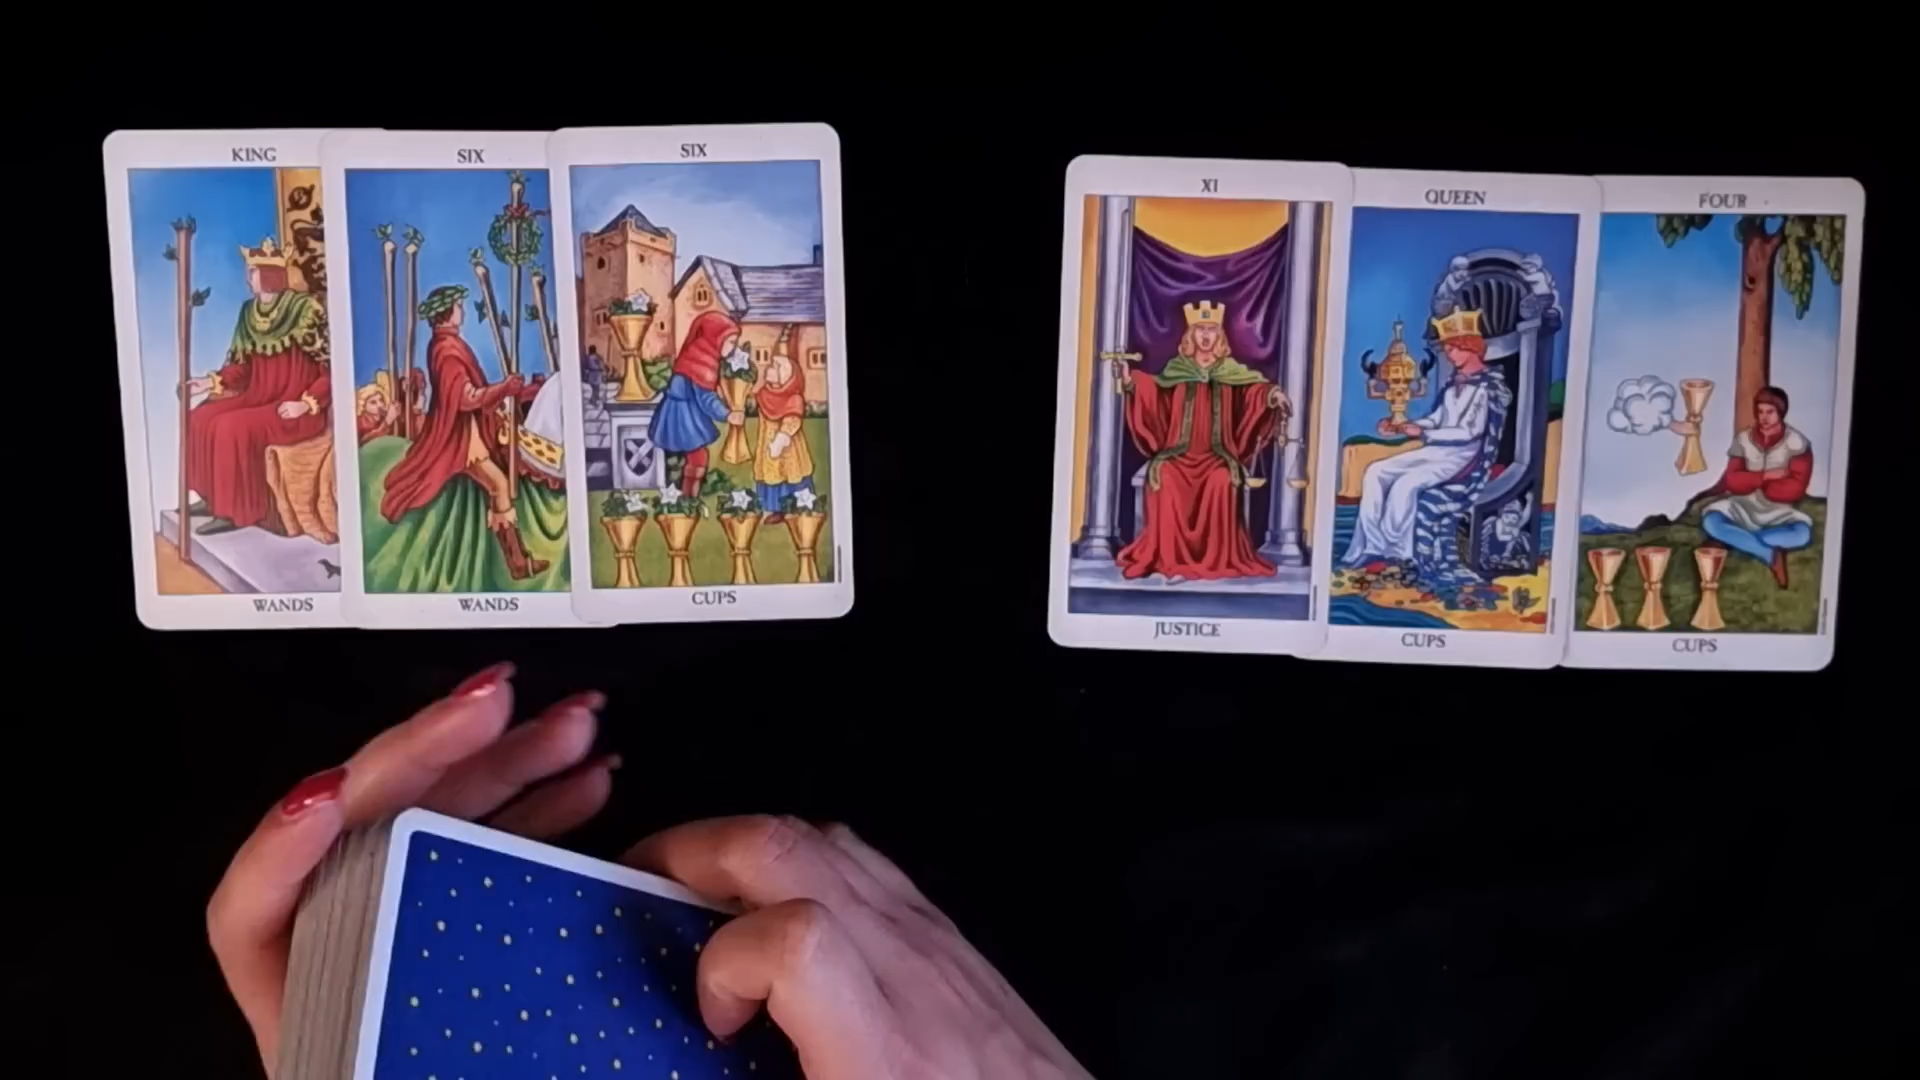 KING
WANDS
SIX
WANDS
SIX
CUPS
XI
JUSTICE
QUEEN
CUPS
FOUR
CUPS